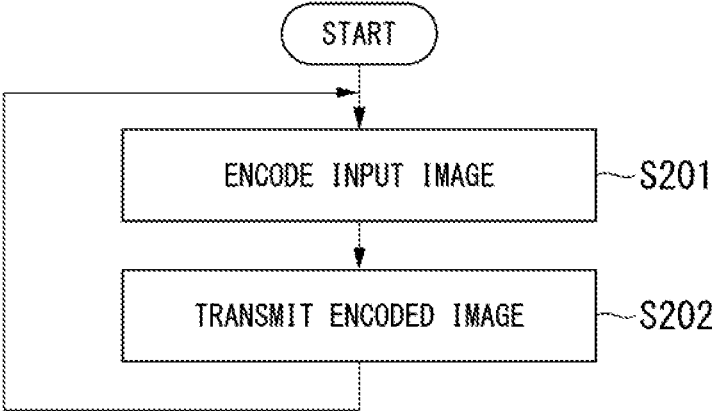 START
ENCODE INPUT IMAGE
S201
TRANSMIT ENCODED IMAGE
S202